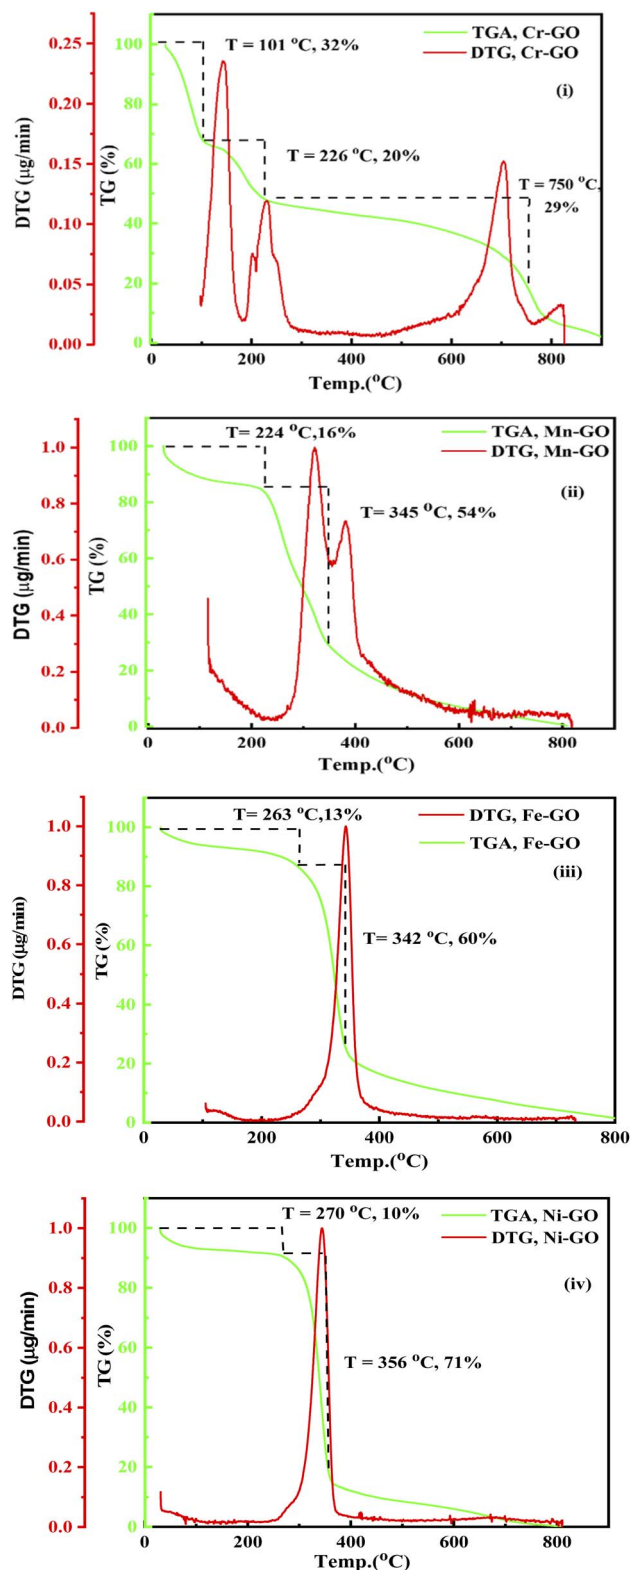 T = 101 °C, 32%
TGA, Cr-GO
DTG, Cr-GO
(i)
T = 226 °C, 20%
T = 750 °C,
29%
DTG (μg/min)
0.25
0.20
0.15
0.10
0.05
0.00
TG (%)
100
80
60
40
20
0
0
200
400
600
800
Temp.(°C)
T= 224 °C,16%
TGA, Mn-GO
DTG, Mn-GO
(ii)
T= 345 °C, 54%
DTG (μg/min)
1.0
0.8
0.6
0.4
0.2
0.0
TG (%)
100
80
60
40
20
0
0
200
400
600
800
Temp.(°C)
T= 263 °C,13%
DTG, Fe-GO
TGA, Fe-GO
(iii)
T= 342 °C, 60%
DTG (μg/min)
1.0
0.8
0.6
0.4
0.2
0.0
TG (%)
100
80
60
40
20
0
0
200
400
600
800
Temp.(°C)
T = 270 °C, 10%
TGA, Ni-GO
DTG, Ni-GO
(iv)
T = 356 °C, 71%
DTG (μg/min)
1.0
0.8
0.6
0.4
0.2
0.0
TG (%)
100
80
60
40
20
0
0
200
400
600
800
Temp.(°C)